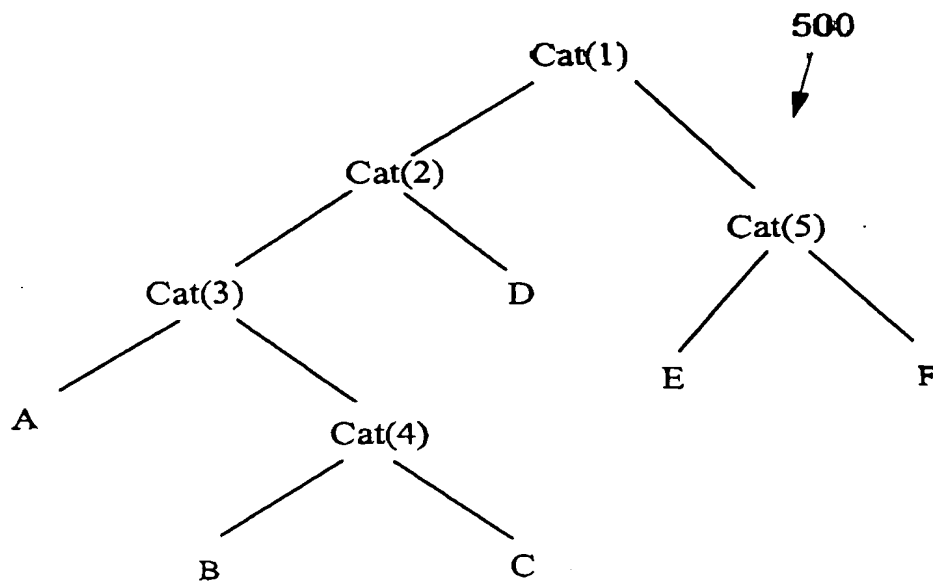 500
Cat(1)
Cat(2)
Cat(5)
Cat(3)
D
E
F
A
Cat(4)
B
C